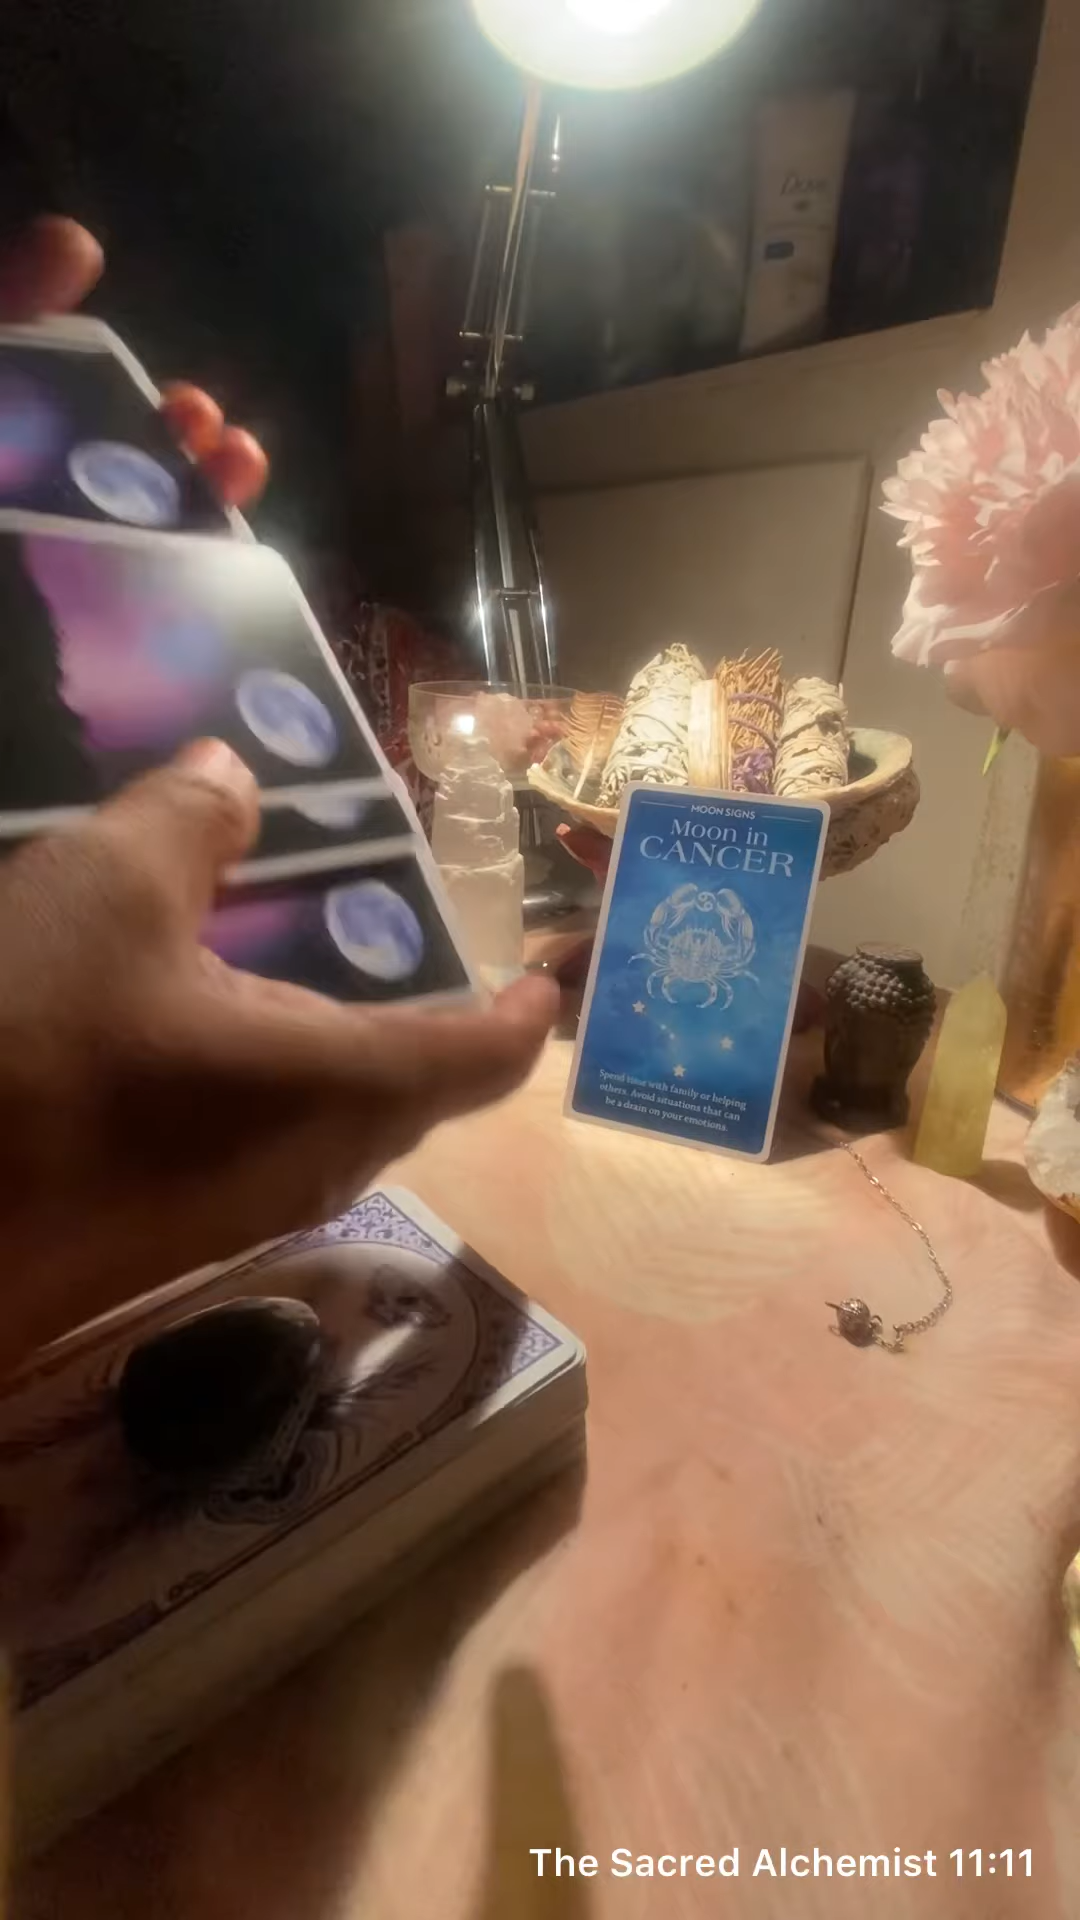 Dove
MOON SIGNS
Moon in
CANCER
Spend time with family or helping
others. Avoid situations that can
be a drain on your emotions.
The Sacred Alchemist 11:11